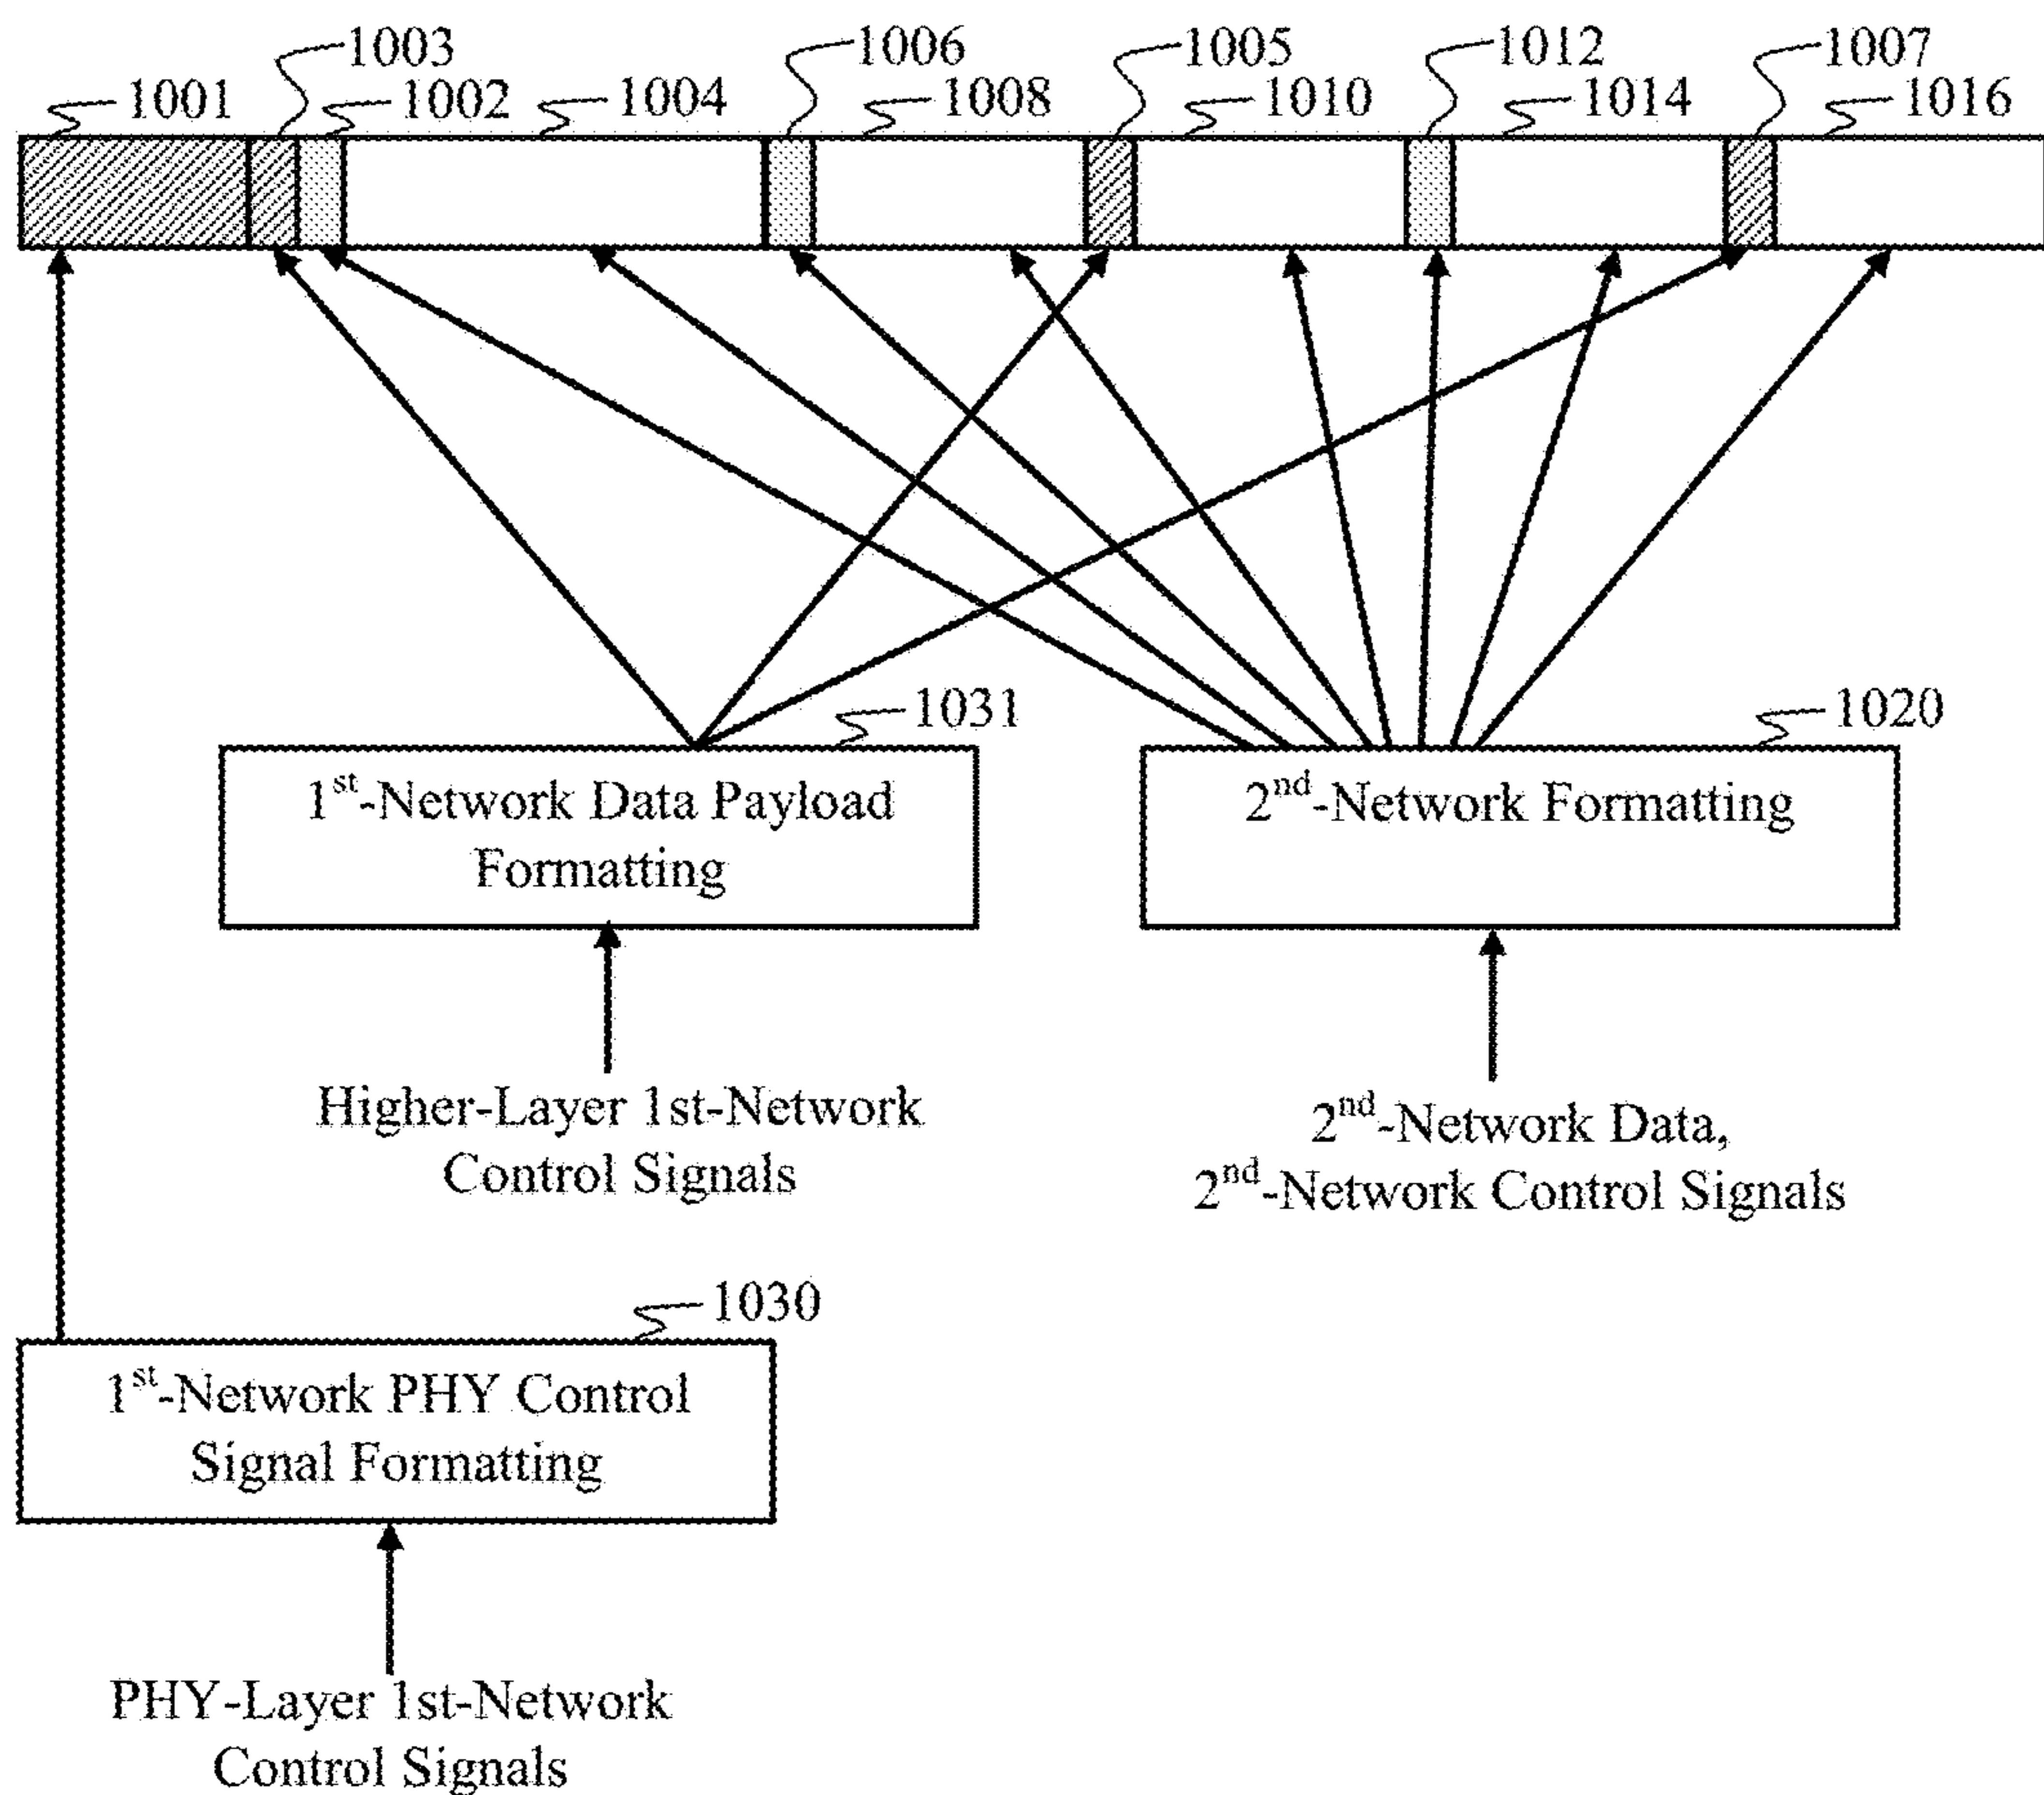 1003 1006 1005 1012 1007
1001 1002 1004 1008 1010 1014 1016
1031
1020
1st-Network Data Payload
Formatting
2nd-Network Formatting
Higher-Layer 1st-Network
Control Signals
2nd-Network Data,
2nd-Network Control Signals
1030
1st-Network PHY Control
Signal Formatting
PHY-Layer 1st-Network
Control Signals